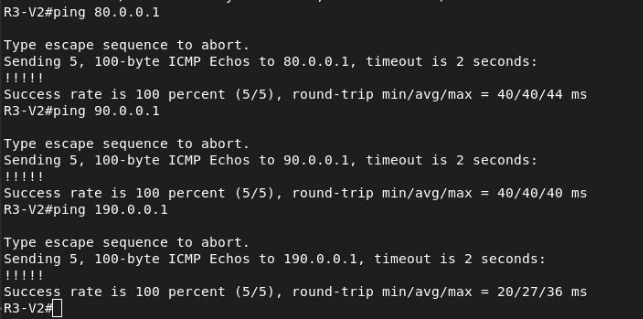 R3-V2#ping 80.0.0.1
Type escape sequence to abort.
Sending 5, 100-byte ICMP Echos to 80.0.0.1, timeout is 2 seconds:
!!!!!
Success rate is 100 percent (5/5), round-trip min/avg/max = 40/40/44 ms
R3-V2#ping 90.0.0.1
Type escape sequence to abort.
Sending 5, 100-byte ICMP Echos to 90.0.0.1, timeout is 2 seconds:
!!!!!
Success rate is 100 percent (5/5), round-trip min/avg/max = 40/40/40 ms
R3-V2#ping 190.0.0.1
Type escape sequence to abort.
Sending 5, 100-byte ICMP Echos to 190.0.0.1, timeout is 2 seconds:
!!!!!
Success rate is 100 percent (5/5), round-trip min/avg/max = 20/27/36 ms
R3-V2#